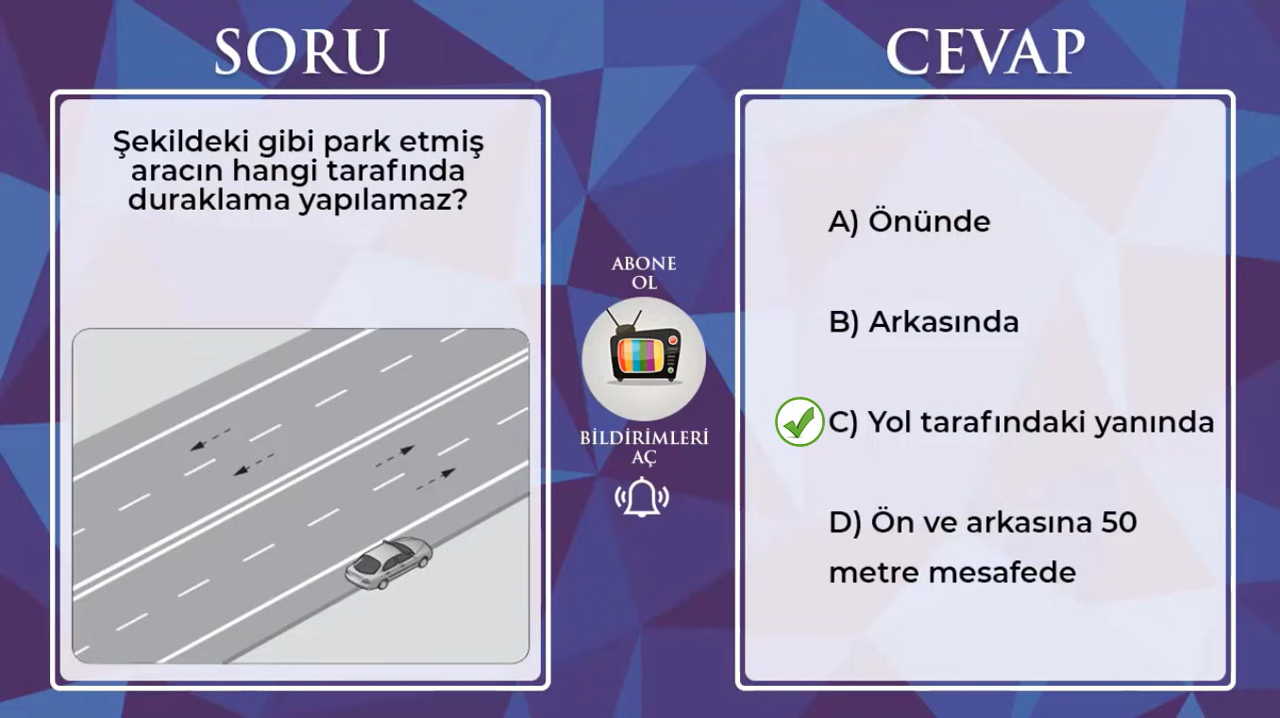 SORU
Şekildeki gibi park etmiş
aracın hangi tarafında
duraklama yapılamaz?
ABONE
OL
BİLDİRİMLERİ
AÇ
CEVAP
A) Önünde
B) Arkasında
C) Yol tarafındaki yanında
D) Ön ve arkasına 50
metre mesafede